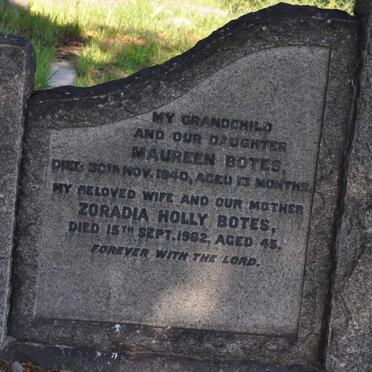 MY GRANDCHILD
AND OUR DAUGHTER
MAUREEN BOTES,
DIED 30TH NOV. 1940, AGED 13 MONTHS.
MY BELOVED WIFE AND OUR MOTHER
ZORADIA HOLLY BOTES,
DIED 15TH SEPT. 1962, AGED 45.
FOREVER WITH THE LORD.